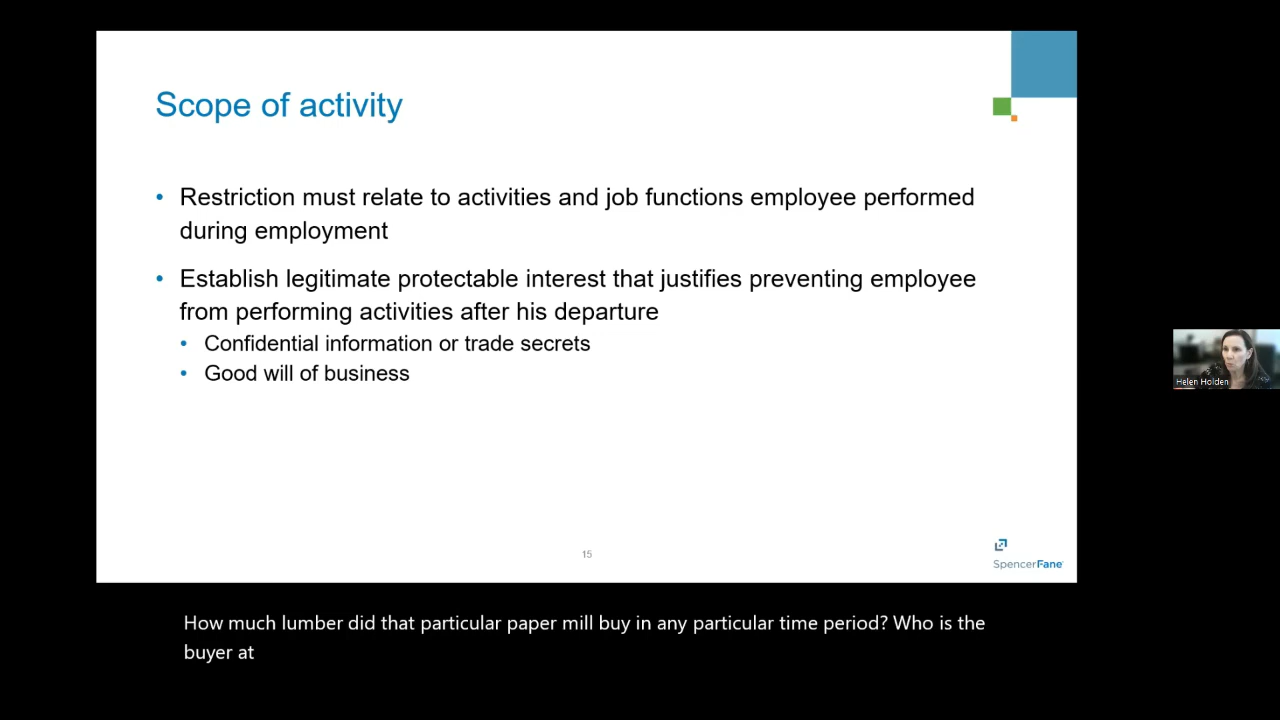 Scope of activity
• Restriction must relate to activities and job functions employee performed
during employment
• Establish legitimate protectable interest that justifies preventing employee
from performing activities after his departure
• Confidential information or trade secrets
• Good will of business
Helen Holden
15
SpencerFane
How much lumber did that particular paper mill buy in any particular time period? Who is the
buyer at